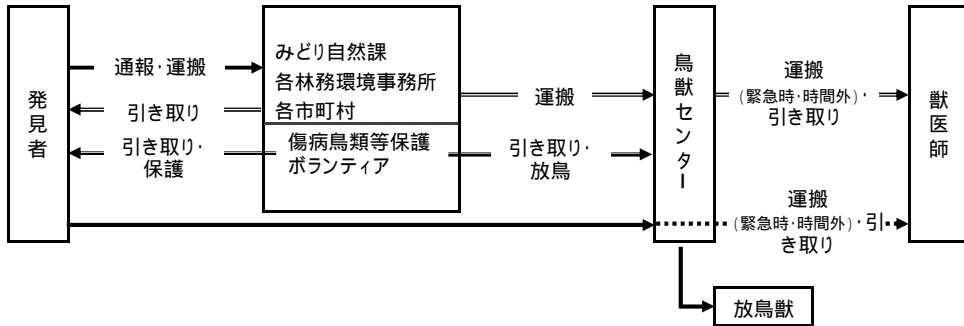 発見者
通報・運搬
引き取り
引き取り・
保護
みどり自然課
各林務環境事務所
各市町村
傷病鳥類等保護
ボランティア
運搬
引き取り・
放鳥
鳥獣センター
運搬
(緊急時・時間外)・
引き取り
運搬
(緊急時・時間外)・引
き取り
獣医師
放鳥獣